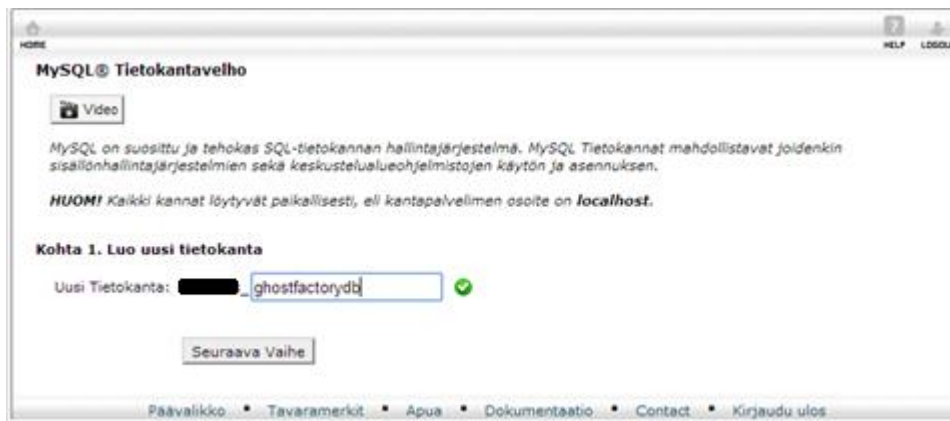 HOME
HELP LOGOU
MySQL® Tietokantavelho
Video
MySQL on suosittu ja tehokas SQL-tietokannan hallintajärjestelmä. MySQL Tietokannat mahdollistavat joidenkin
sisällönhallintajärjestelmien sekä keskustelualueohjelmistojen käytön ja asennuksen.
HUOM! Kaikki kannat löytyvät paikallisesti, eli kantapalvelimen osoite on localhost.
Kohta 1. Luo uusi tietokanta
Uusi Tietokanta: _ ghostfactorydb
Seuraava Vaihe
Päävalikko • Tavaramerkit • Apua • Dokumentaatio • Contact • Kirjaudu ulos